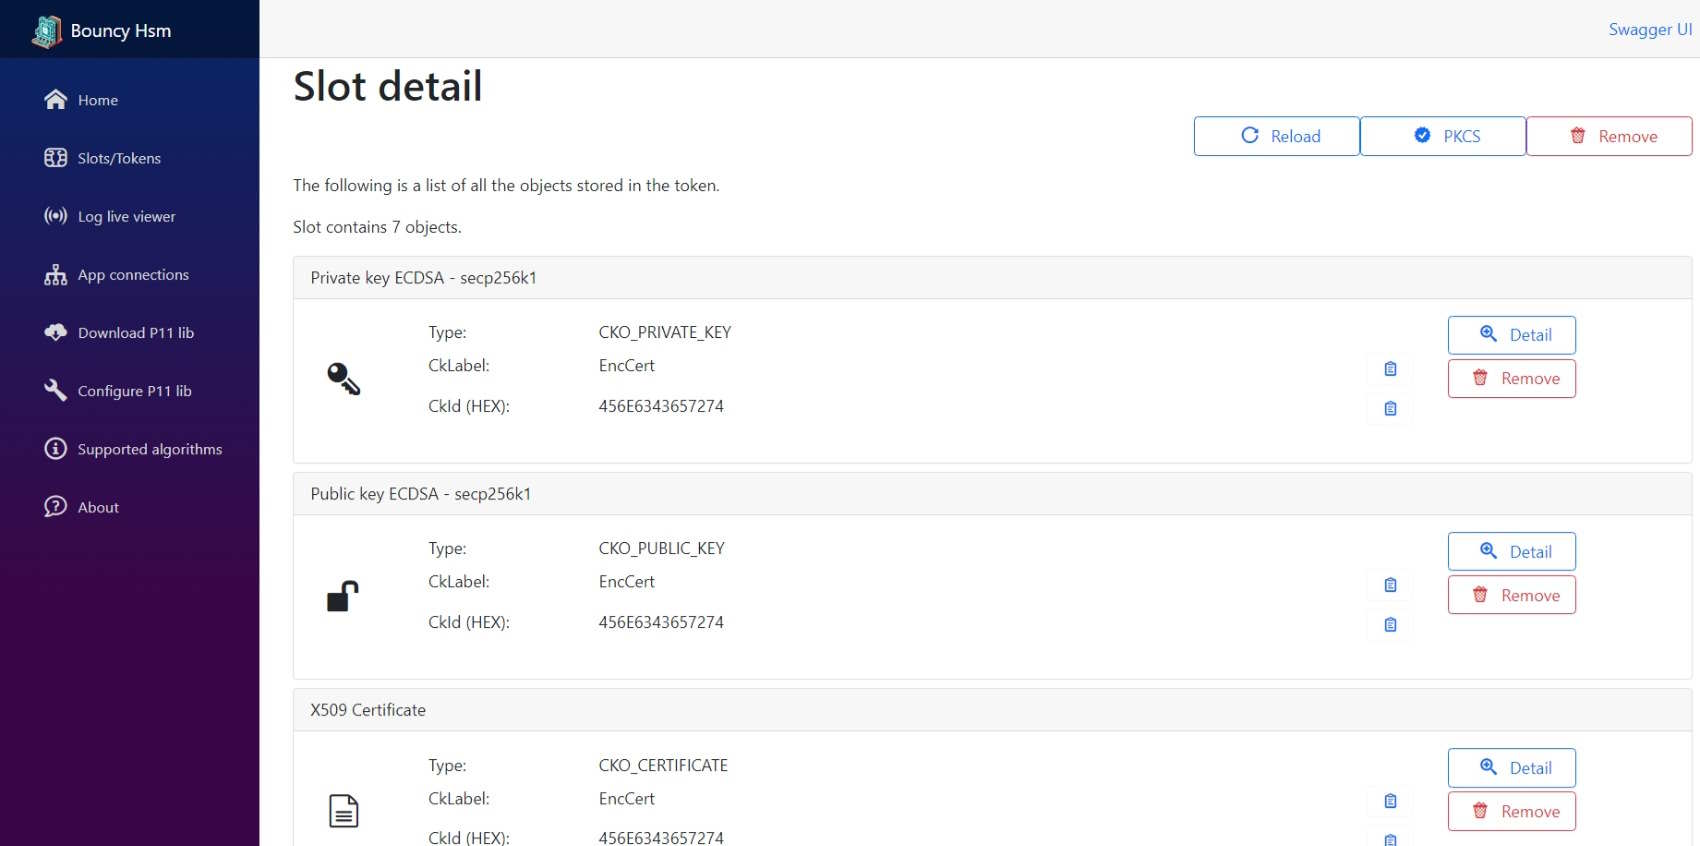 Bouncy Hsm
Swagger UI
Home
Slots/Tokens
Log live viewer
App connections
Download P11 lib
Configure P11 lib
Supported algorithms
About
Slot detail
Reload
PKCS
Remove
The following is a list of all the objects stored in the token.
Slot contains 7 objects.
Private key ECDSA - secp256k1
Type: CKO_PRIVATE_KEY
CkLabel: EncCert
CkId (HEX): 456E6343657274
Detail
Remove
Public key ECDSA - secp256k1
Type: CKO_PUBLIC_KEY
CkLabel: EncCert
CkId (HEX): 456E6343657274
Detail
Remove
X509 Certificate
Type: CKO_CERTIFICATE
CkLabel: EncCert
CkId (HEX): 456E6343657274
Detail
Remove